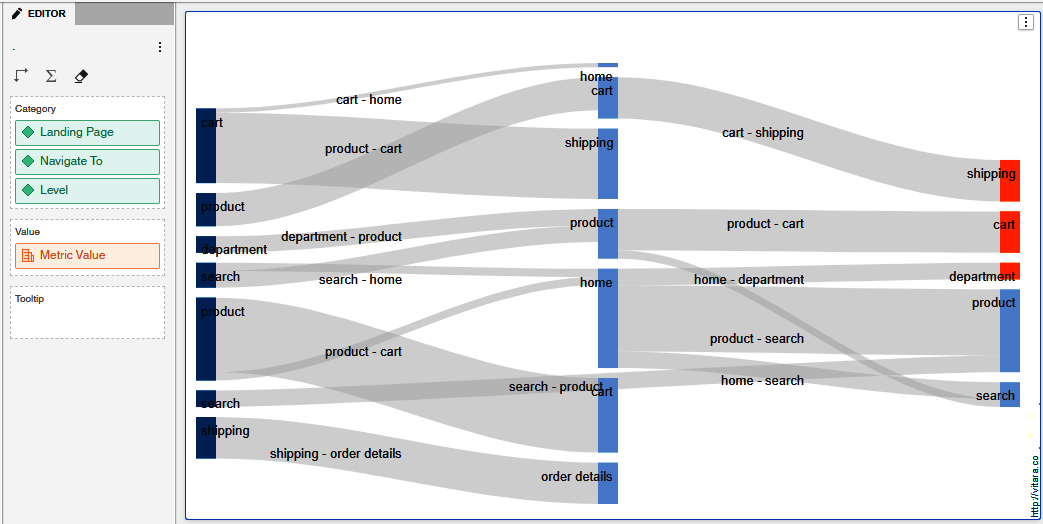 EDITOR
.
Category
Landing Page
Navigate To
Level
Value
Metric Value
Tooltip
cart
product
department
search
product
search
shipping
cart - home
product - cart
department - product
search - home
product - cart
search - product
shipping - order details
home
cart
shipping
product
home
cart
order details
cart - shipping
product - cart
home - department
product - search
home - search
shipping
cart
department
product
search
http://vitara.co